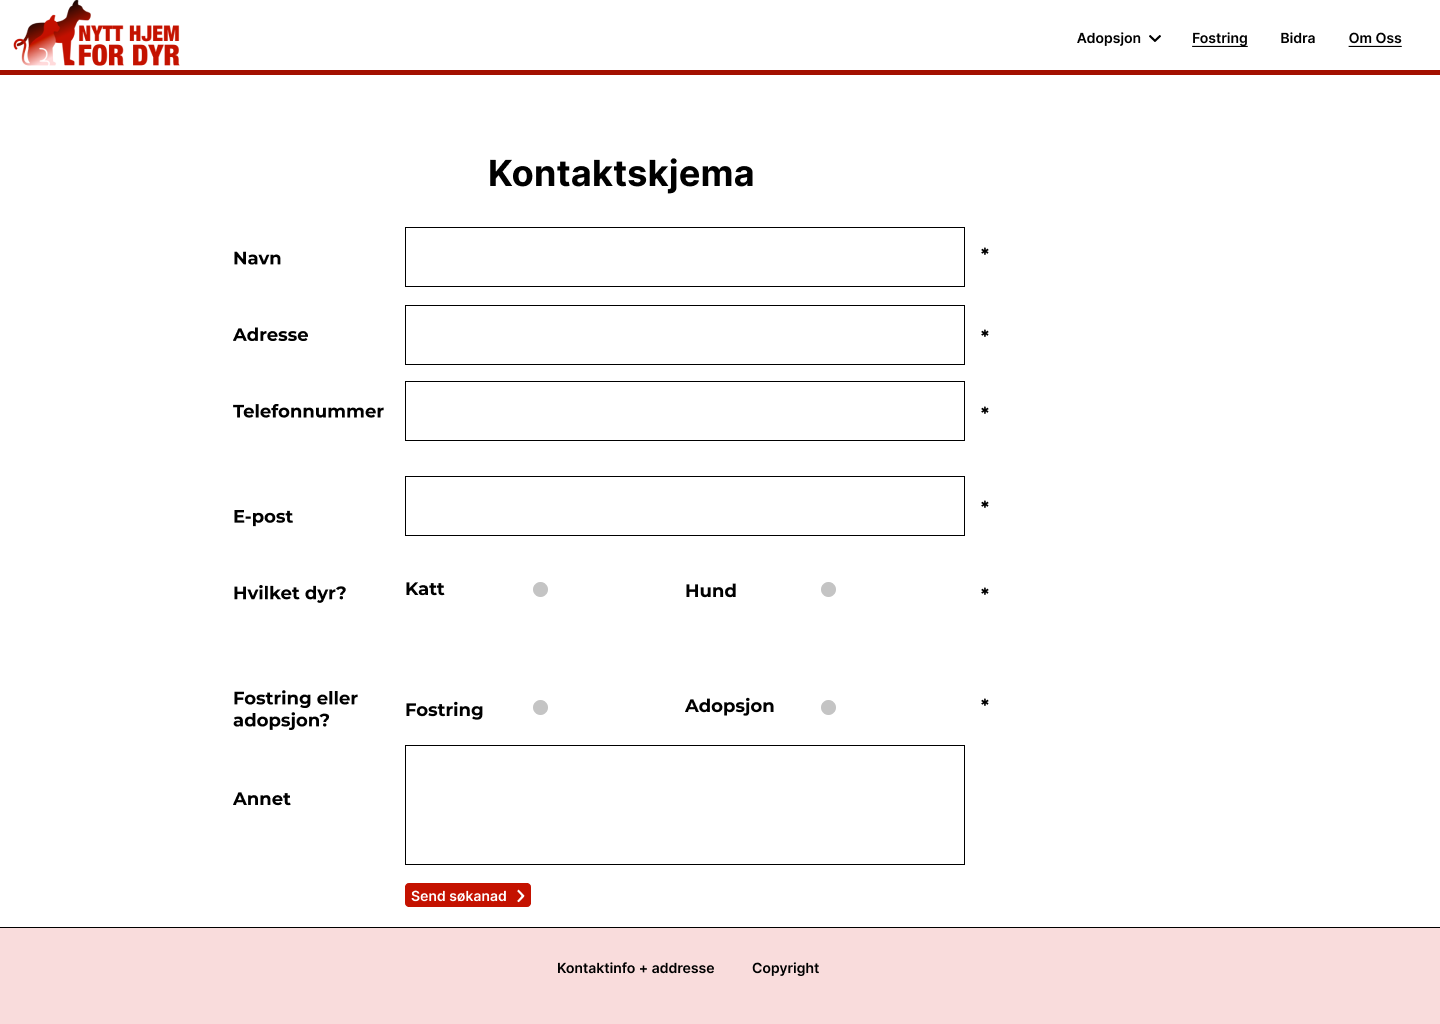 NYTT HJEM
FOR DYR
Adopsjon Fostring Bidra Om Oss
Kontaktskjema
Navn *
Adresse *
Telefonnummer *
E-post *
Hvilket dyr? Katt Hund *
Fostring eller
adopsjon? Fostring Adopsjon *
Annet
Send søkanad
Kontaktinfo + addresse Copyright